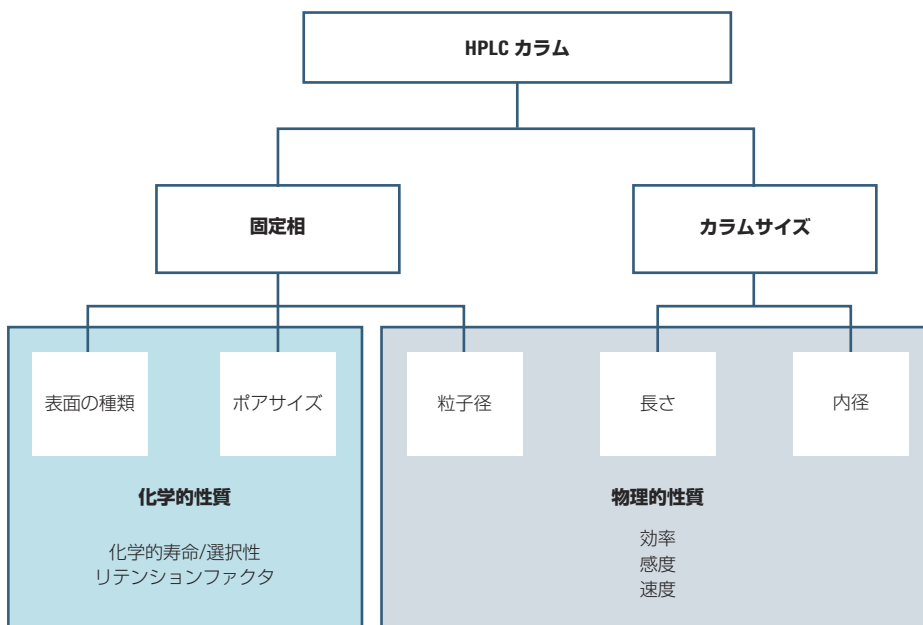 HPLC カラム
固定相
カラムサイズ
表面の種類
ポアサイズ
粒子径
長さ
内径
化学的性質
化学的寿命/選択性
リテンションファクタ
物理的性質
効率
感度
速度